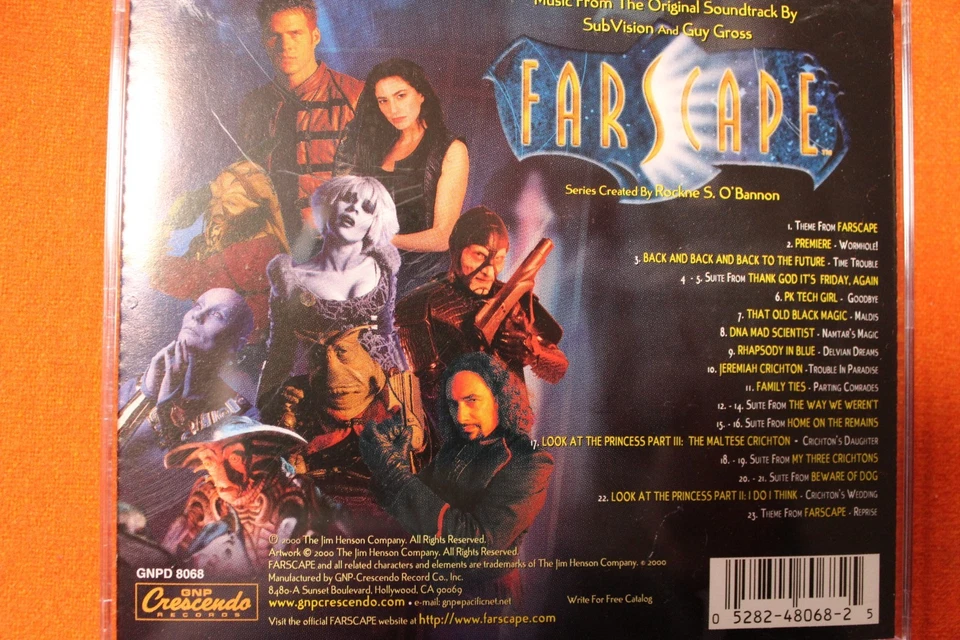 Music From The Original Soundtrack By
SubVision And Guy Gross
FARSCAPE™
Series Created By Rockne S. O'Bannon
1. Theme From FARSCAPE
2. PREMIERE - Wormhole!
3. BACK AND BACK AND BACK TO THE FUTURE - Time Trouble
4 - 5. Suite From THANK GOD IT'S FRIDAY, AGAIN
6. PK TECH GIRL - Goodbye
7. THAT OLD BLACK MAGIC - Maldis
8. DNA MAD SCIENTIST - Namtar's Magic
9. RHAPSODY IN BLUE - Delvian Dreams
10. JEREMIAH CRICHTON -Trouble In Paradise
11. FAMILY TIES - Parting Comrades
12. - 14. Suite From THE WAY WE WEREN'T
15. - 16. Suite From HOME ON THE REMAINS
17. LOOK AT THE PRINCESS PART III: THE MALTESE CRICHTON - Crichton's Daughter
18. - 19. Suite From MY THREE CRICHTONS
20. - 21. Suite From BEWARE OF DOG
22. LOOK AT THE PRINCESS PART II: I DO I THINK - Crichton's Wedding
23. Theme From FARSCAPE - Reprise
℗ 2000 The Jim Henson Company. All Rights Reserved.
Artwork © 2000 The Jim Henson Company. All Rights Reserved.
FARSCAPE and all related characters and elements are trademarks of The Jim Henson Company. © 2000
Manufactured by GNP-Crescendo Record Co., Inc.
8480-A Sunset Boulevard, Hollywood, CA 90069
www.gnpcrescendo.com • e-mail: gnp@pacificnet.net
Write For Free Catalog
Visit the official FARSCAPE website at http://www.farscape.com
GNPD 8068
GNP
Crescendo
RECORDS
0 52824-8068-2 5